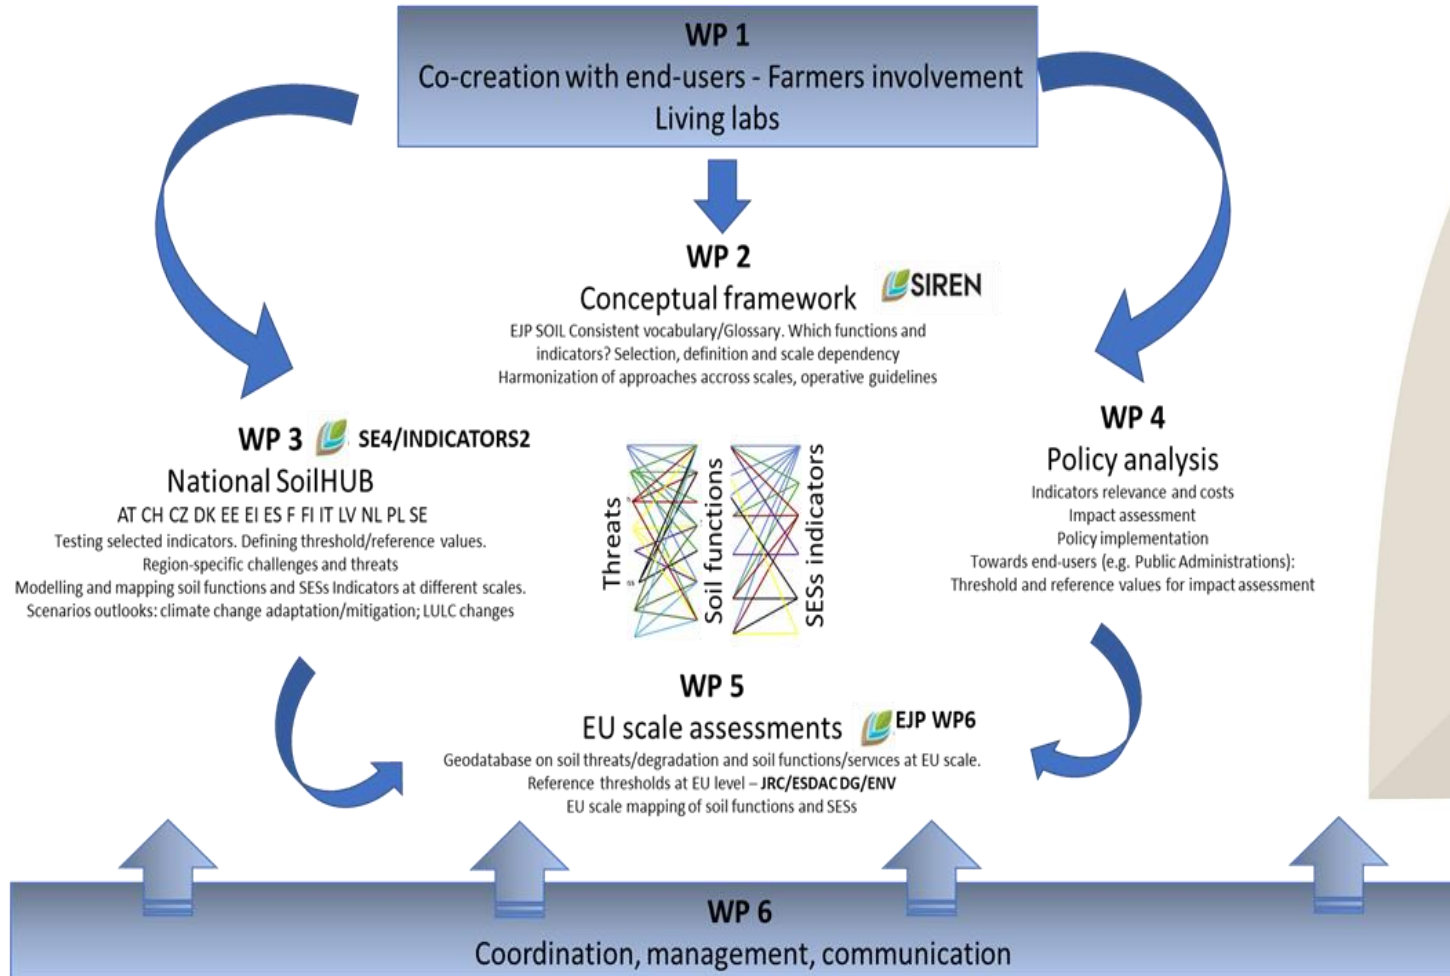 WP 1
Co-creation with end-users - Farmers involvement
Living labs
WP 2
Conceptual framework
SIREN
EJP SOIL Consistent vocabulary/Glossary. Which functions and
indicators? Selection, definition and scale dependency
Harmonization of approaches accross scales, operative guidelines
WP 3
SE4/INDICATORS2
National SoilHUB
AT CH CZ DK EE EI ES F FI IT LV NL PL SE
Testing selected indicators. Defining threshold/reference values.
Region-specific challenges and threats
Modelling and mapping soil functions and SESs Indicators at different scales.
Scenarios outlooks: climate change adaptation/mitigation; LULC changes
Threats
Soil functions
SESs indicators
WP 4
Policy analysis
Indicators relevance and costs
Impact assessment
Policy implementation
Towards end-users (e.g. Public Administrations):
Threshold and reference values for impact assessment
WP 5
EU scale assessments
EJP WP6
Geodatabase on soil threats/degradation and soil functions/services at EU scale.
Reference thresholds at EU level – JRC/ESDAC DG/ENV
EU scale mapping of soil functions and SESs
WP 6
Coordination, management, communication